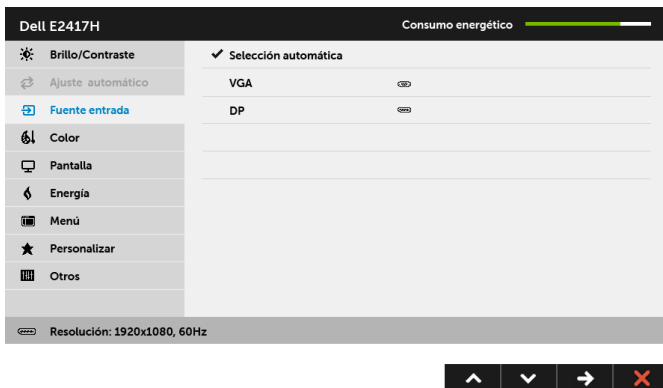 Dell E2417H
Consumo energético
Brillo/Contraste
Selección automática
Ajuste automático
VGA
Fuente entrada
DP
Color
Pantalla
Energía
Menú
Personalizar
Otros
Resolución: 1920x1080, 60Hz